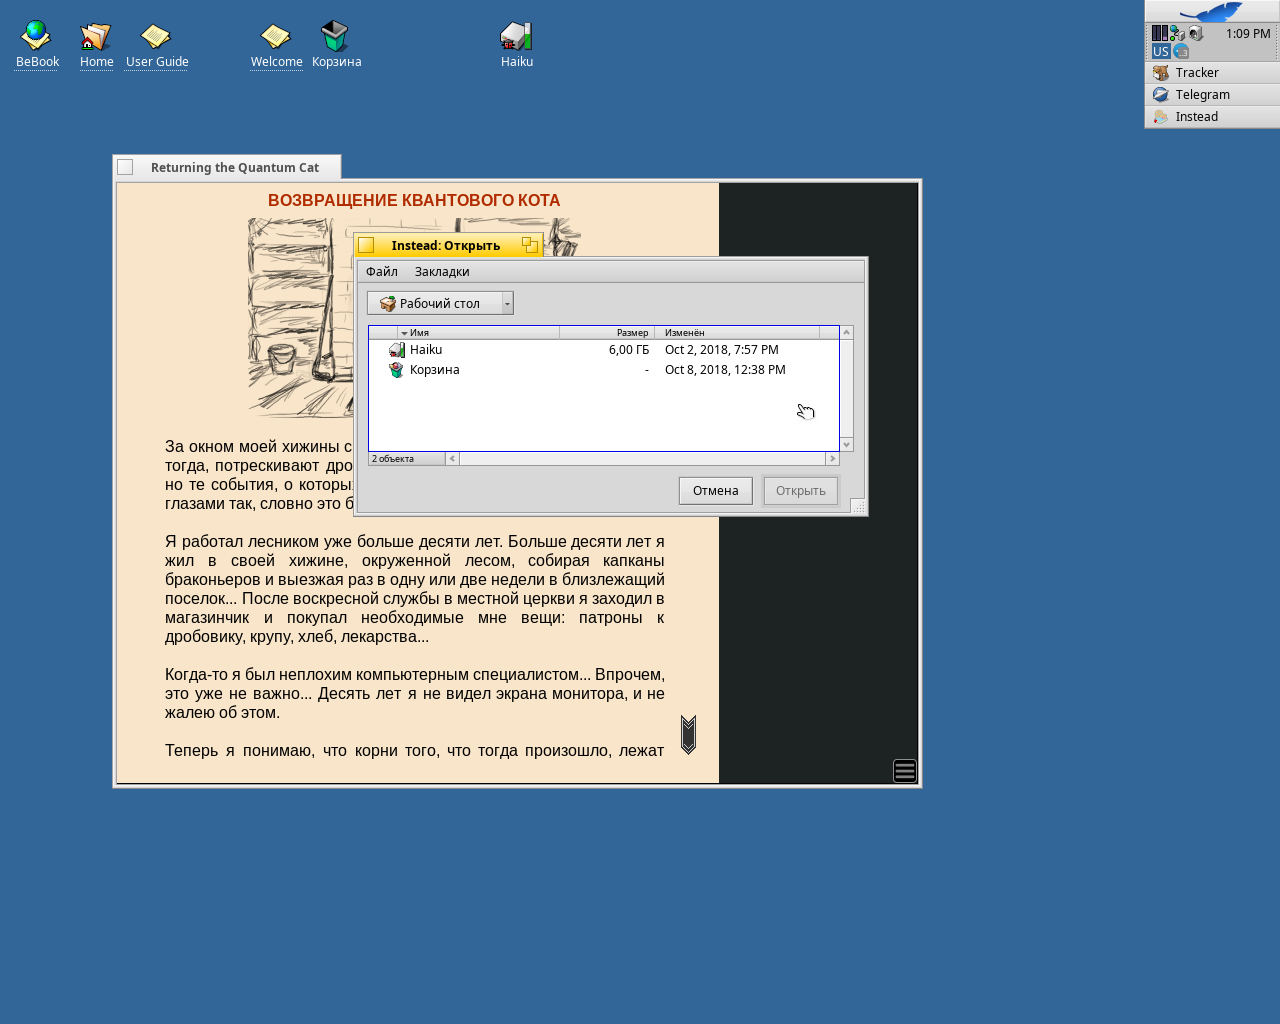 BeBook
Home
User Guide
Welcome
Корзина
Haiku
1:09 PM
US
Tracker
Telegram
Instead
Returning the Quantum Cat
ВОЗВРАЩЕНИЕ КВАНТОВОГО КОТА
Instead: Открыть
Файл Закладки
Рабочий стол
Имя Размер Изменён
Haiku 6,00 ГБ Oct 2, 2018, 7:57 PM
Корзина - Oct 8, 2018, 12:38 PM
2 объекта
Отмена Открыть
За окном моей хижины с
тогда, потрескивают дро
но те события, о которы
глазами так, словно это б
Я работал лесником уже больше десяти лет. Больше десяти лет я
жил в своей хижине, окруженной лесом, собирая капканы
браконьеров и выезжая раз в одну или две недели в близлежащий
поселок... После воскресной службы в местной церкви я заходил в
магазинчик и покупал необходимые мне вещи: патроны к
дробовику, крупу, хлеб, лекарства...
Когда-то я был неплохим компьютерным специалистом... Впрочем,
это уже не важно... Десять лет я не видел экрана монитора, и не
жалею об этом.
Теперь я понимаю, что корни того, что тогда произошло, лежат